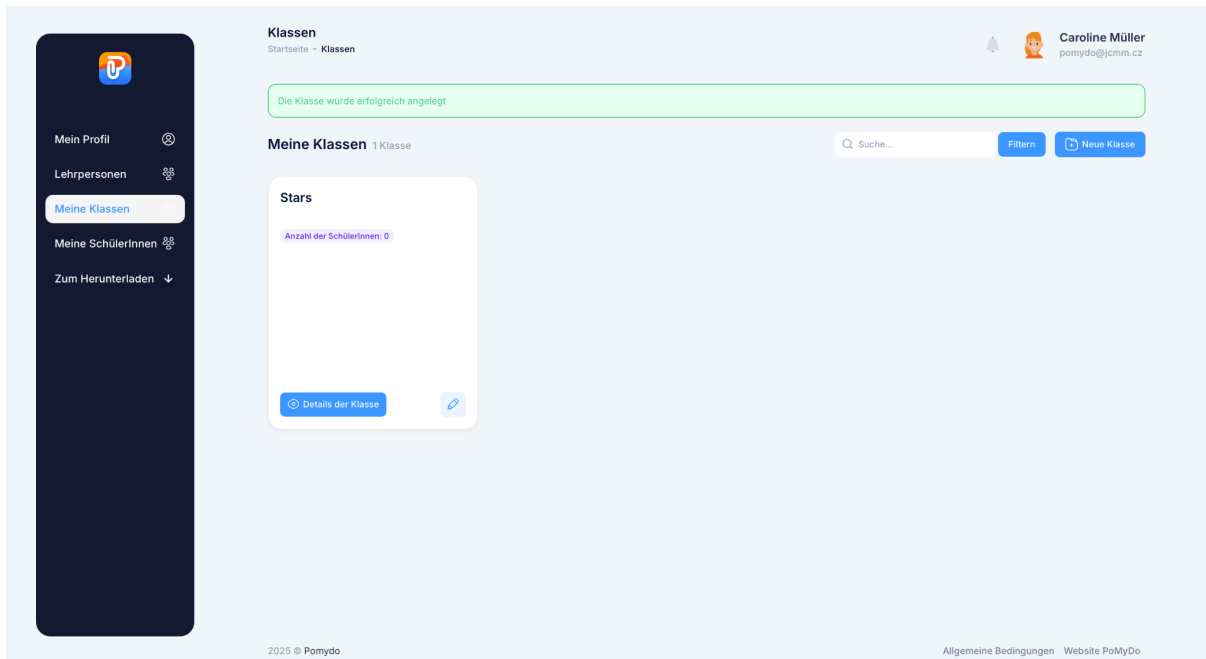 Klassen
Startseite - Klassen
Caroline Müller
pomydo@jcmm.cz
Mein Profil
Lehrpersonen
Meine Klassen
Meine SchülerInnen
Zum Herunterladen
Die Klasse wurde erfolgreich angelegt
Meine Klassen 1 Klasse
Suche...
Filtern
Neue Klasse
Stars
Anzahl der SchülerInnen: 0
Details der Klasse
2025 © Pomydo
Allgemeine Bedingungen Website PoMyDo